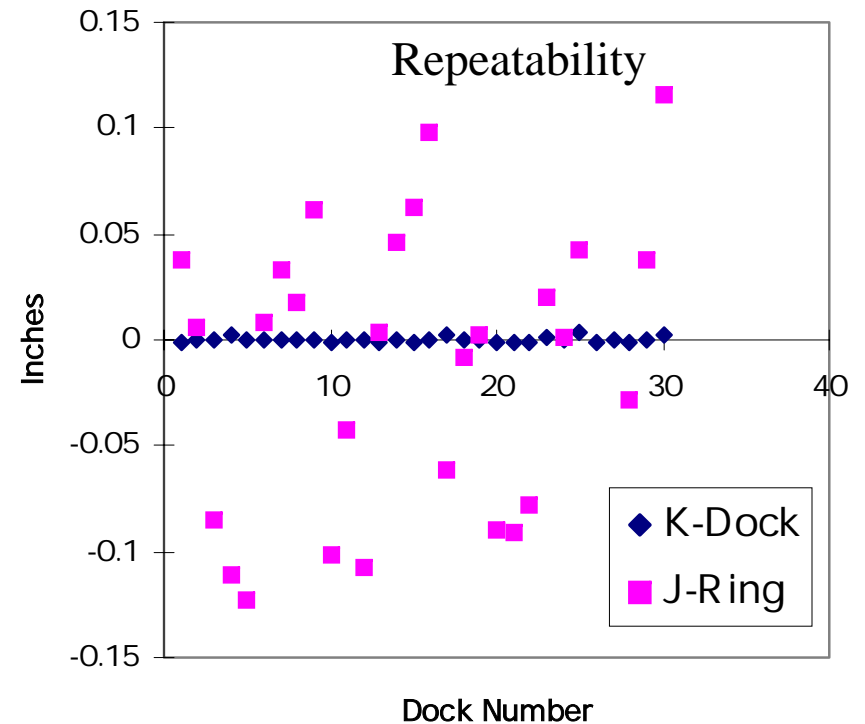 Repeatability
0.15
0.1
0.05
0
-0.05
-0.1
-0.15
Inches
0 10 20 30 40
K-Dock
J-Ring
Dock Number